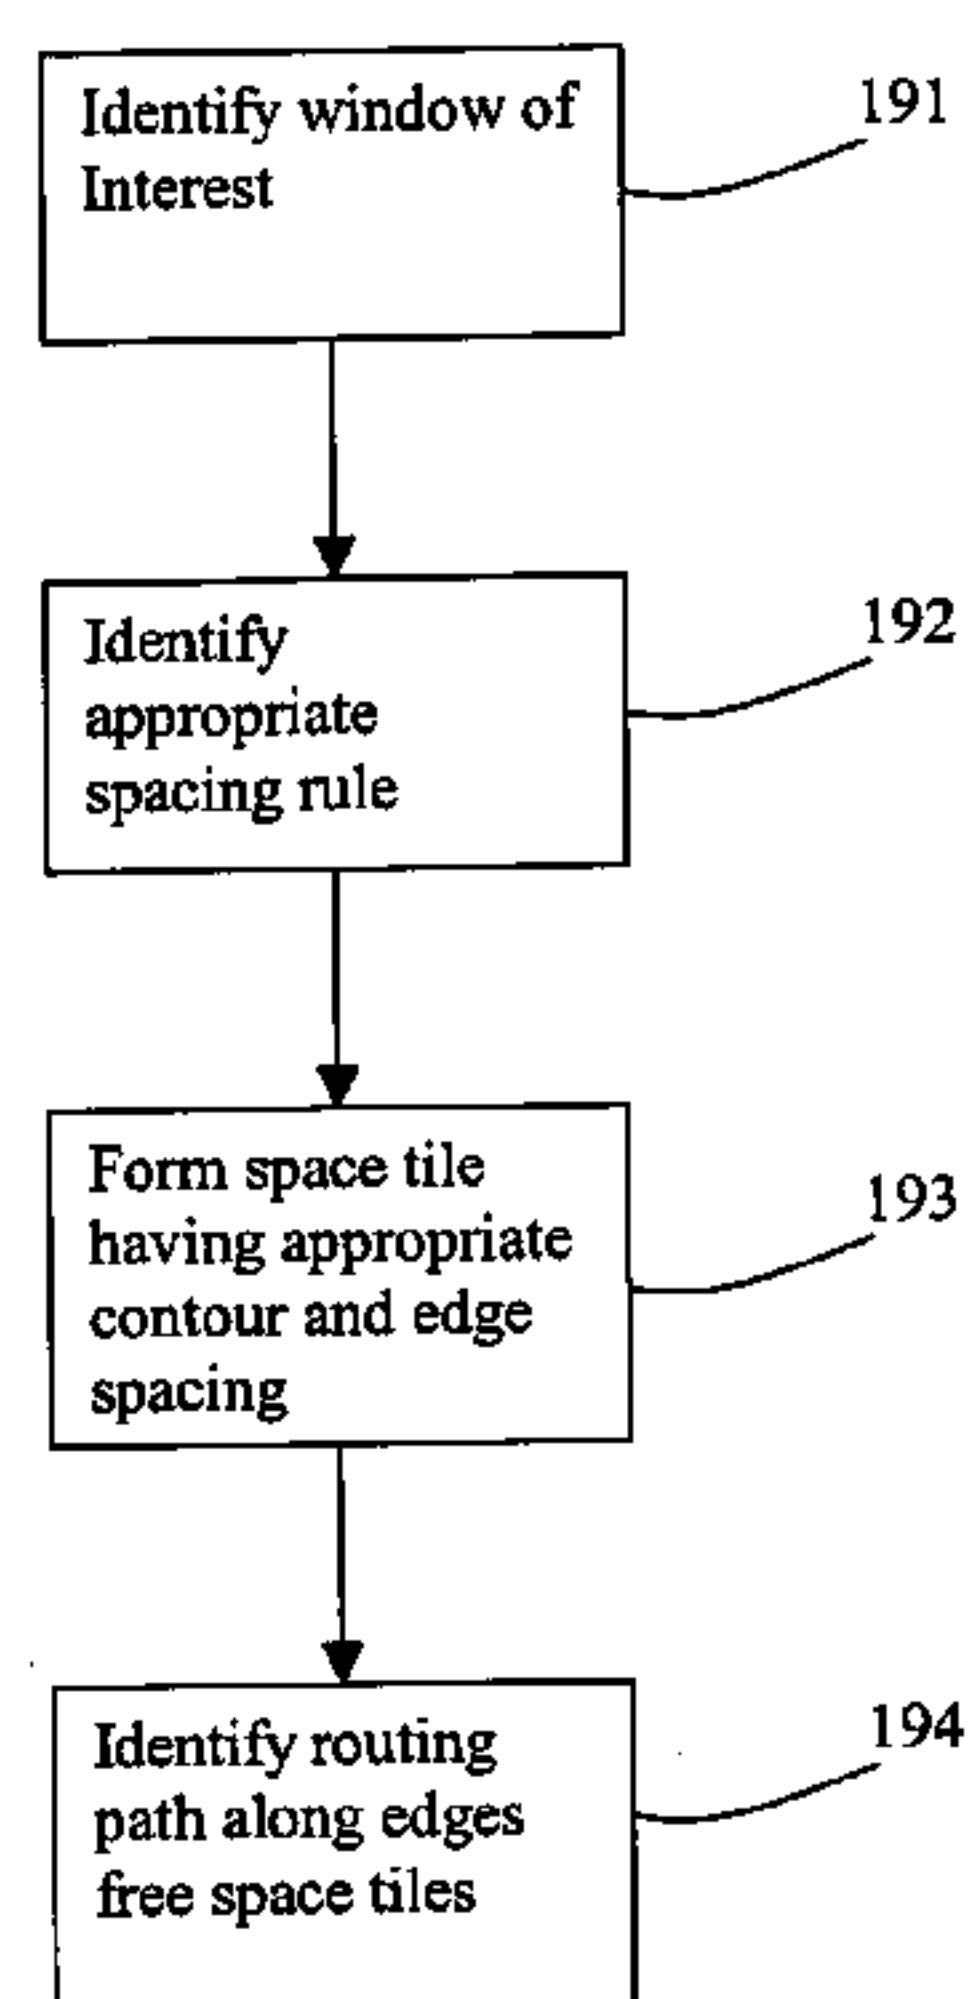 Identify window of
Interest
191
Identify
appropriate
spacing rule
192
Form space tile
having appropriate
contour and edge
spacing
193
Identify routing
path along edges
free space tiles
194